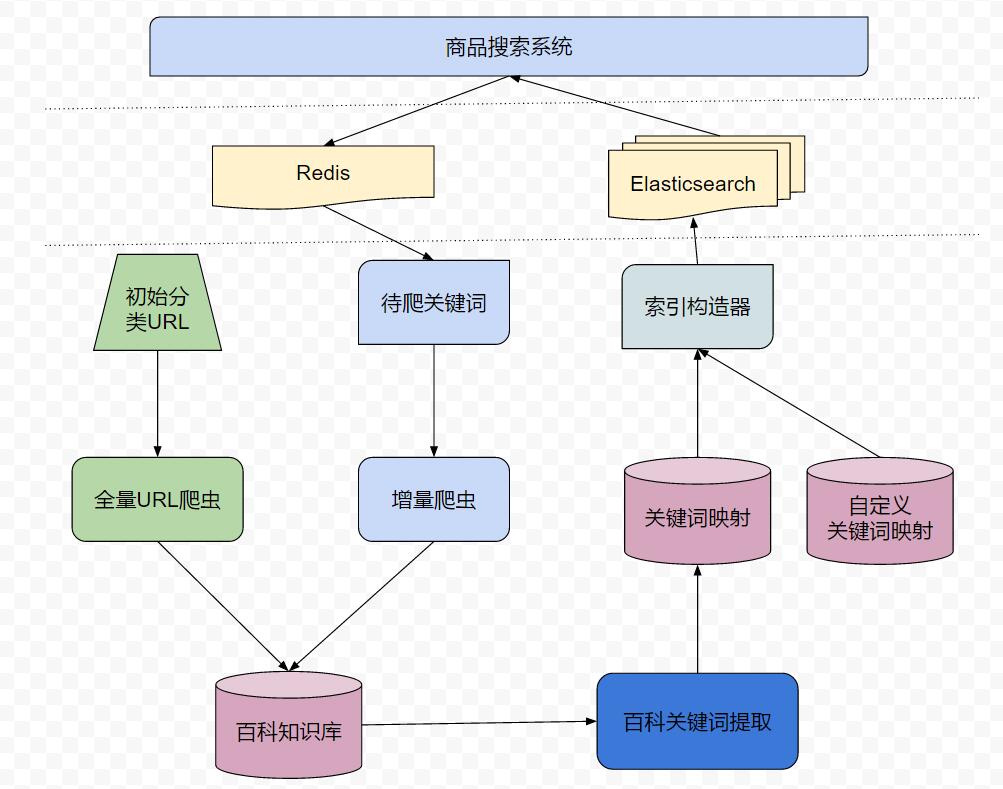 商品搜索系统
Redis
Elasticsearch
初始分
类URL
待爬关键词
索引构造器
全量URL爬虫
增量爬虫
关键词映射
自定义
关键词映射
百科知识库
百科关键词提取